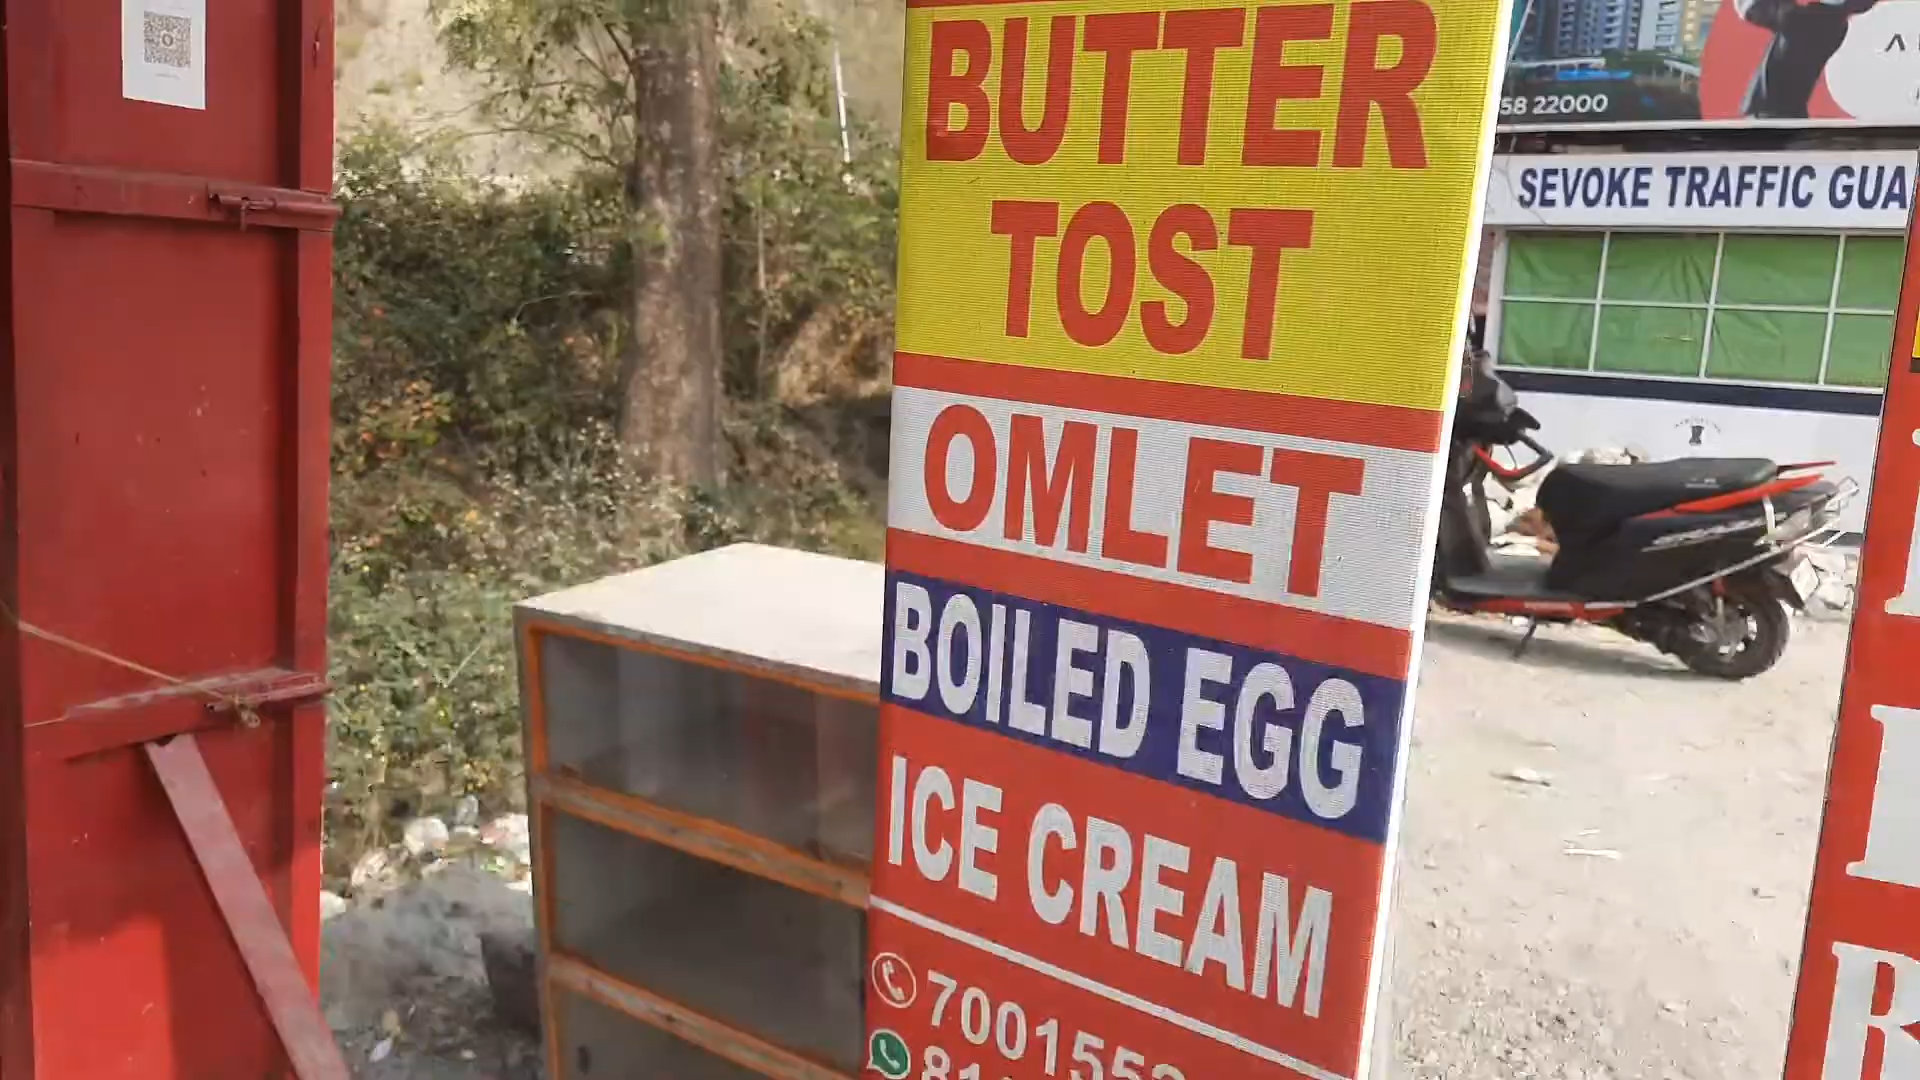 BUTTER
TOST
OMLET
BOILED EGG
ICE CREAM
58 22000
SEVOKE TRAFFIC GUA